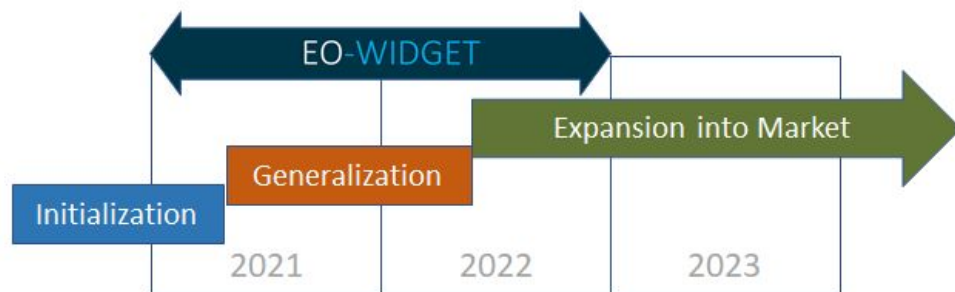 EO-WIDGET
Expansion into Market
Generalization
Initialization
2021 2022 2023